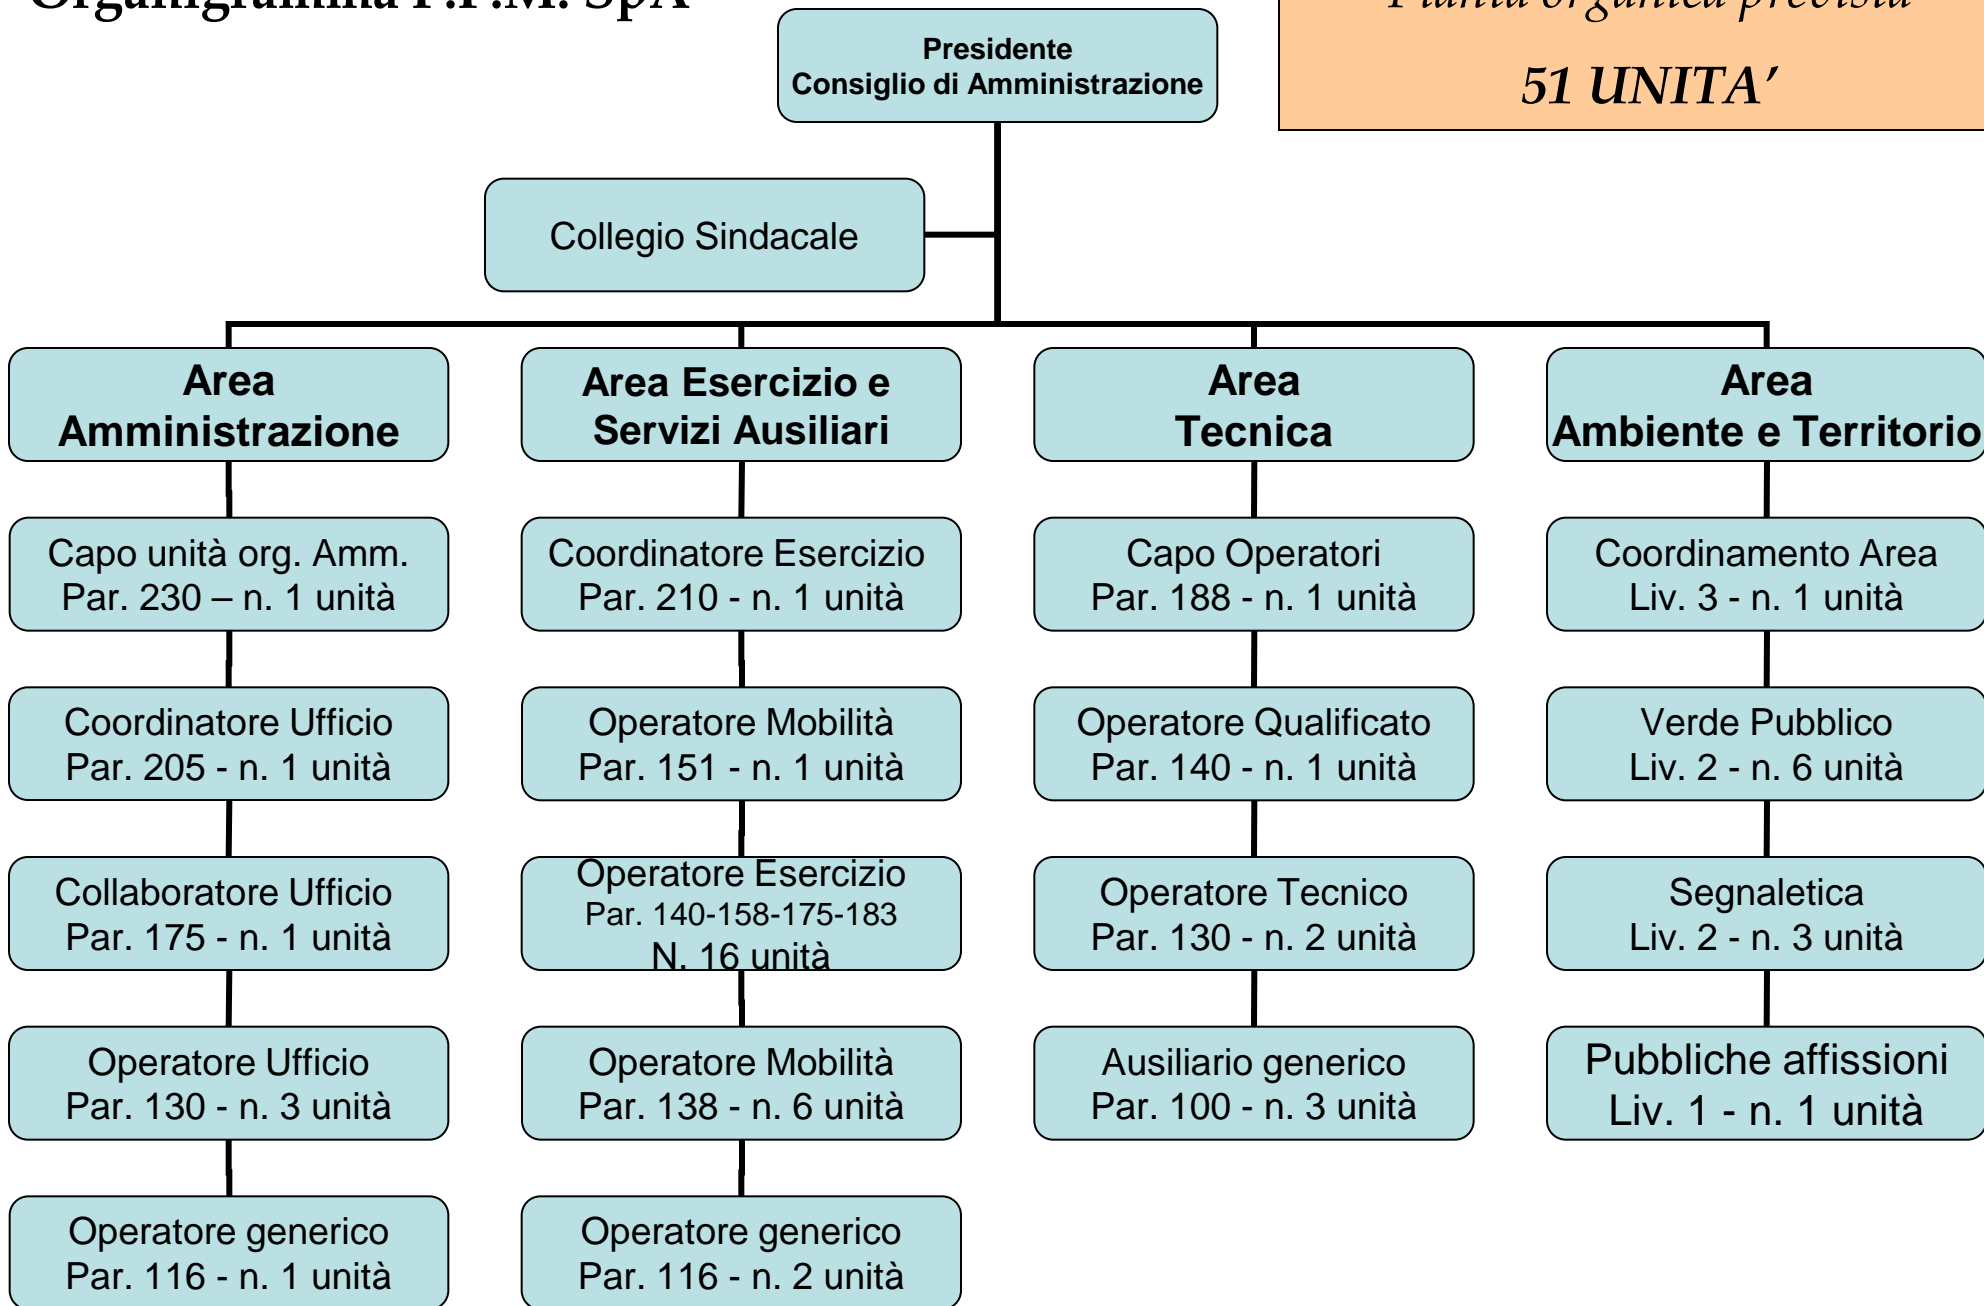 Organigramma P.P.M. SpA
Pianta organica prevista
51 UNITA’
Presidente
Consiglio di Amministrazione
Collegio Sindacale
Area
Amministrazione
Capo unità org. Amm.
Par. 230 – n. 1 unità
Coordinatore Ufficio
Par. 205 - n. 1 unità
Collaboratore Ufficio
Par. 175 - n. 1 unità
Operatore Ufficio
Par. 130 - n. 3 unità
Operatore generico
Par. 116 - n. 1 unità
Area Esercizio e
Servizi Ausiliari
Coordinatore Esercizio
Par. 210 - n. 1 unità
Operatore Mobilità
Par. 151 - n. 1 unità
Operatore Esercizio
Par. 140-158-175-183
N. 16 unità
Operatore Mobilità
Par. 138 - n. 6 unità
Operatore generico
Par. 116 - n. 2 unità
Area
Tecnica
Capo Operatori
Par. 188 - n. 1 unità
Operatore Qualificato
Par. 140 - n. 1 unità
Operatore Tecnico
Par. 130 - n. 2 unità
Ausiliario generico
Par. 100 - n. 3 unità
Area
Ambiente e Territorio
Coordinamento Area
Liv. 3 - n. 1 unità
Verde Pubblico
Liv. 2 - n. 6 unità
Segnaletica
Liv. 2 - n. 3 unità
Pubbliche affissioni
Liv. 1 - n. 1 unità